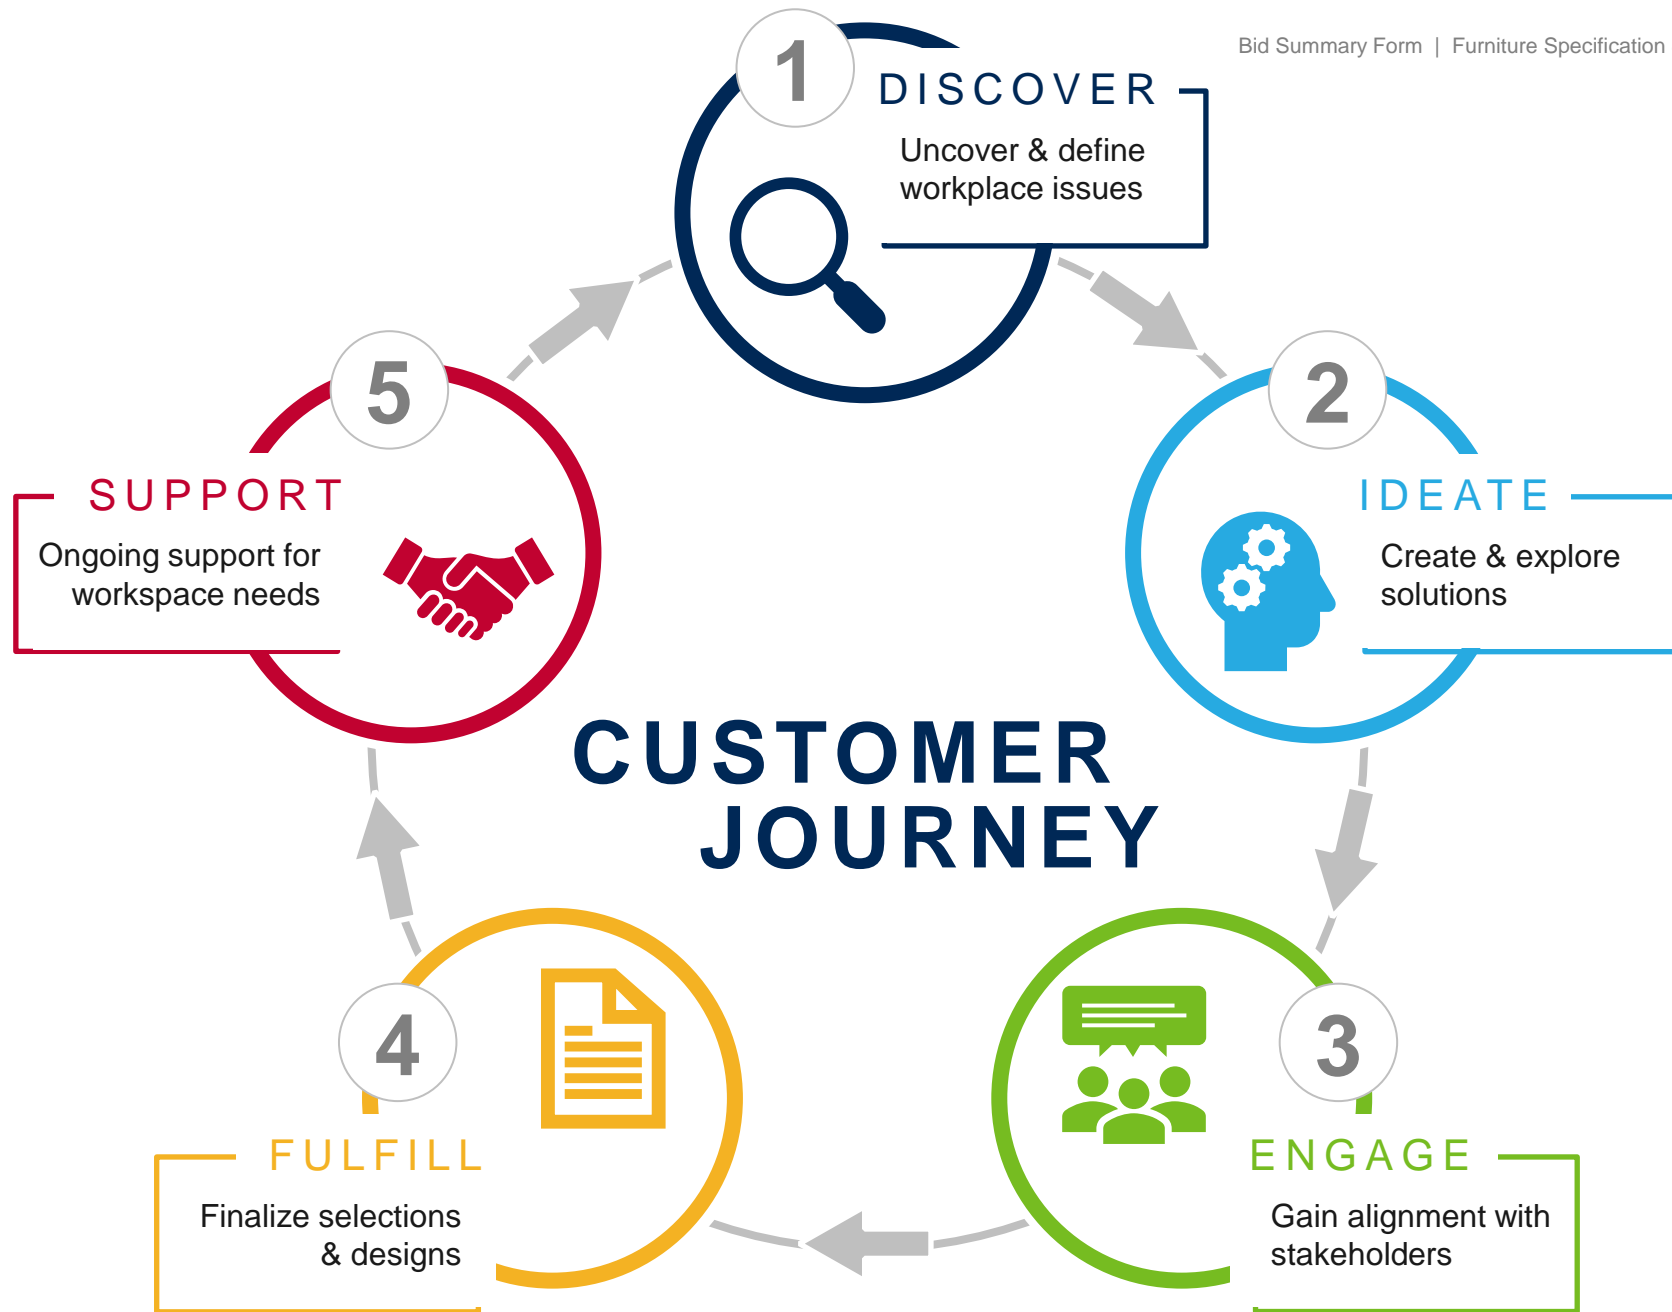 Bid Summary Form | Furniture Specification
1
DISCOVER
Uncover & define
workplace issues
2
IDEATE
Create & explore
solutions
5
SUPPORT
Ongoing support for
workspace needs
CUSTOMER
JOURNEY
3
ENGAGE
Gain alignment with
stakeholders
4
FULFILL
Finalize selections
& designs